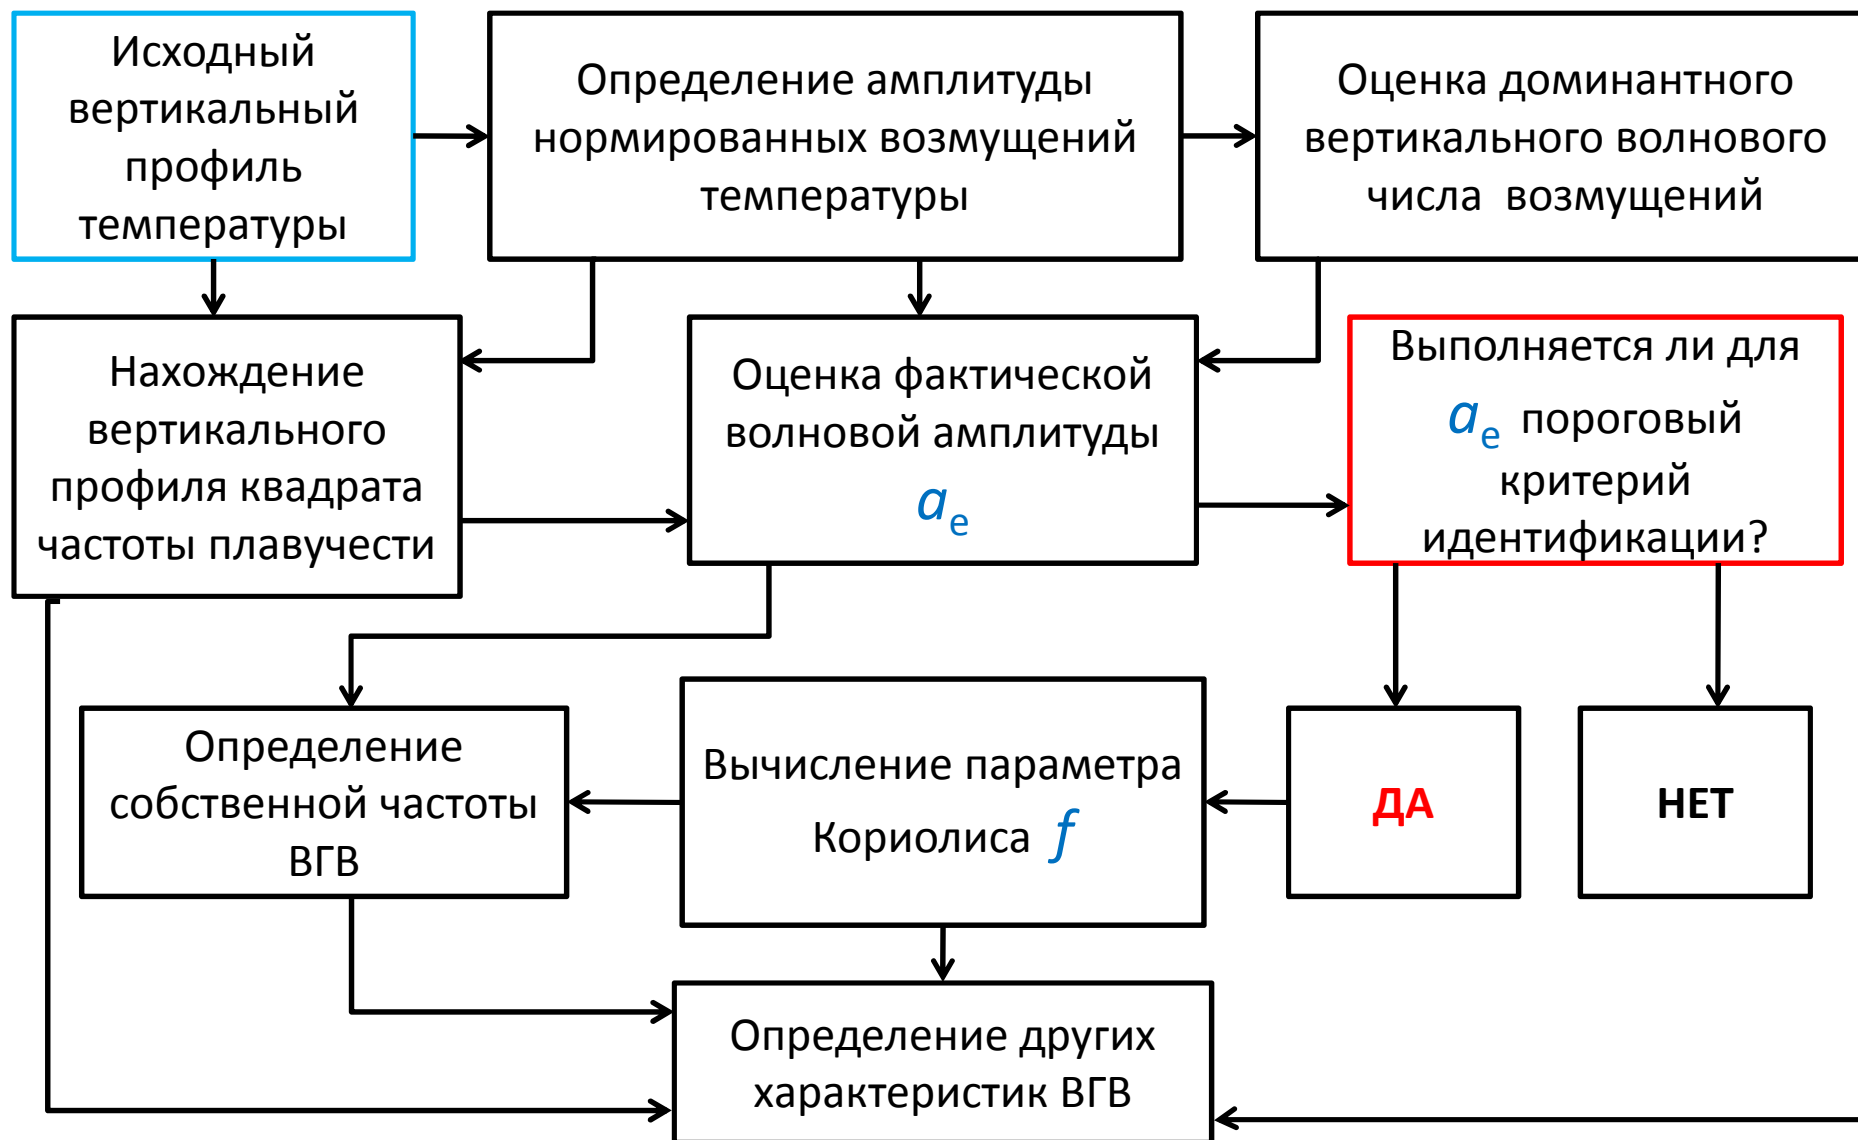 Исходный
вертикальный
профиль
температуры
Определение амплитуды
нормированных возмущений
температуры
Оценка доминантного
вертикального волнового
числа возмущений
Нахождение
вертикального
профиля квадрата
частоты плавучести
Оценка фактической
волновой амплитуды
aₑ
Выполняется ли для
aₑ пороговый
критерий
идентификации?
Определение
собственной частоты
ВГВ
Вычисление параметра
Кориолиса f
ДА
НЕТ
Определение других
характеристик ВГВ